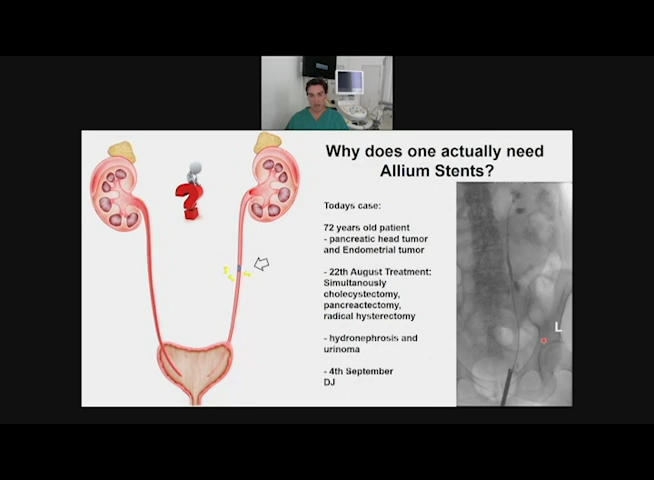 Why does one actually need
Allium Stents?
Todays case:
72 years old patient
- pancreatic head tumor
and Endometrial tumor
- 22th August Treatment:
Simultanously
cholecystectomy,
pancreatectomy,
radical hysterectomy
- hydronephrosis and
urinoma
- 4th September
DJ
L
?